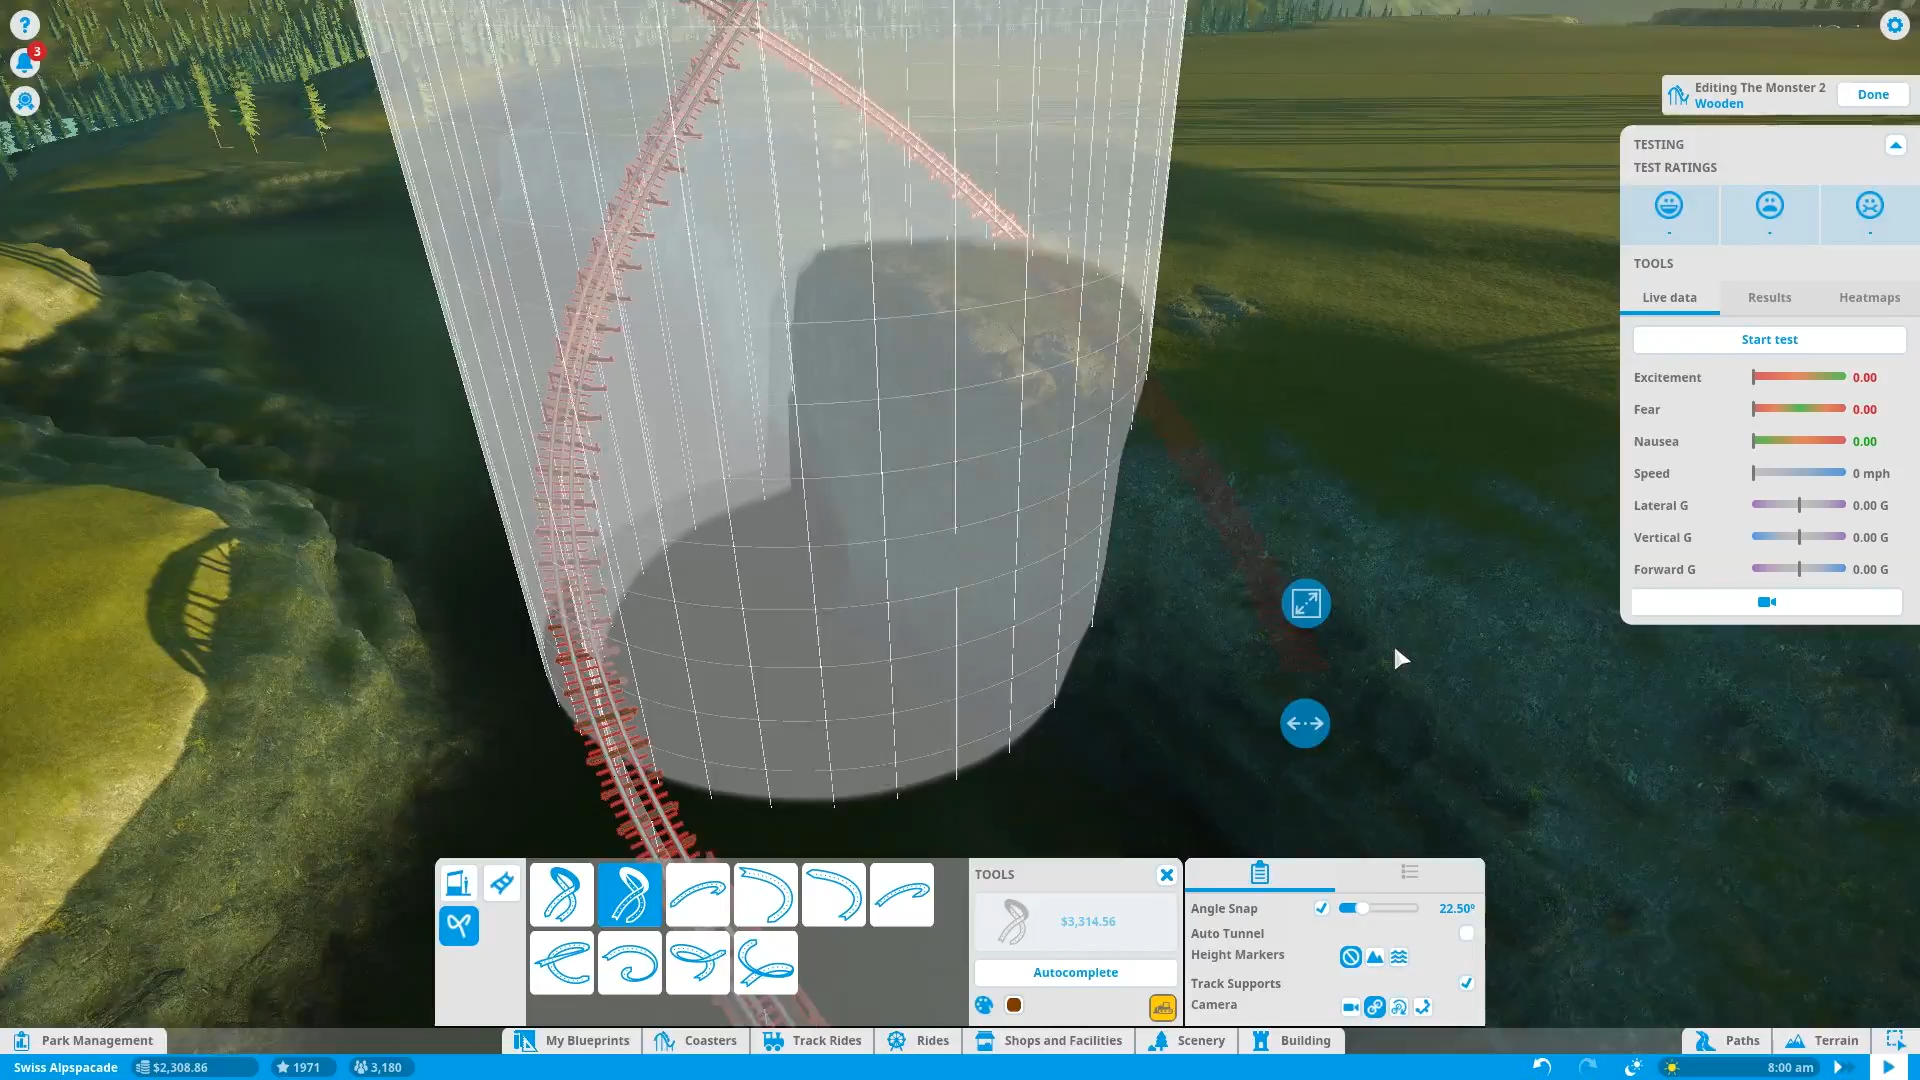 3
Editing The Monster 2
Wooden
Done
TESTING
TEST RATINGS
- - -
TOOLS
Live data Results Heatmaps
Start test
Excitement 0.00
Fear 0.00
Nausea 0.00
Speed 0 mph
Lateral G 0.00 G
Vertical G 0.00 G
Forward G 0.00 G
TOOLS
$3,314.56
Autocomplete
Angle Snap 22.50°
Auto Tunnel
Height Markers
Track Supports
Camera
Park Management My Blueprints Coasters Track Rides Rides Shops and Facilities Scenery Building Paths Terrain
Swiss Alpspacade $2,308.86 1971 3,180 8:00 am